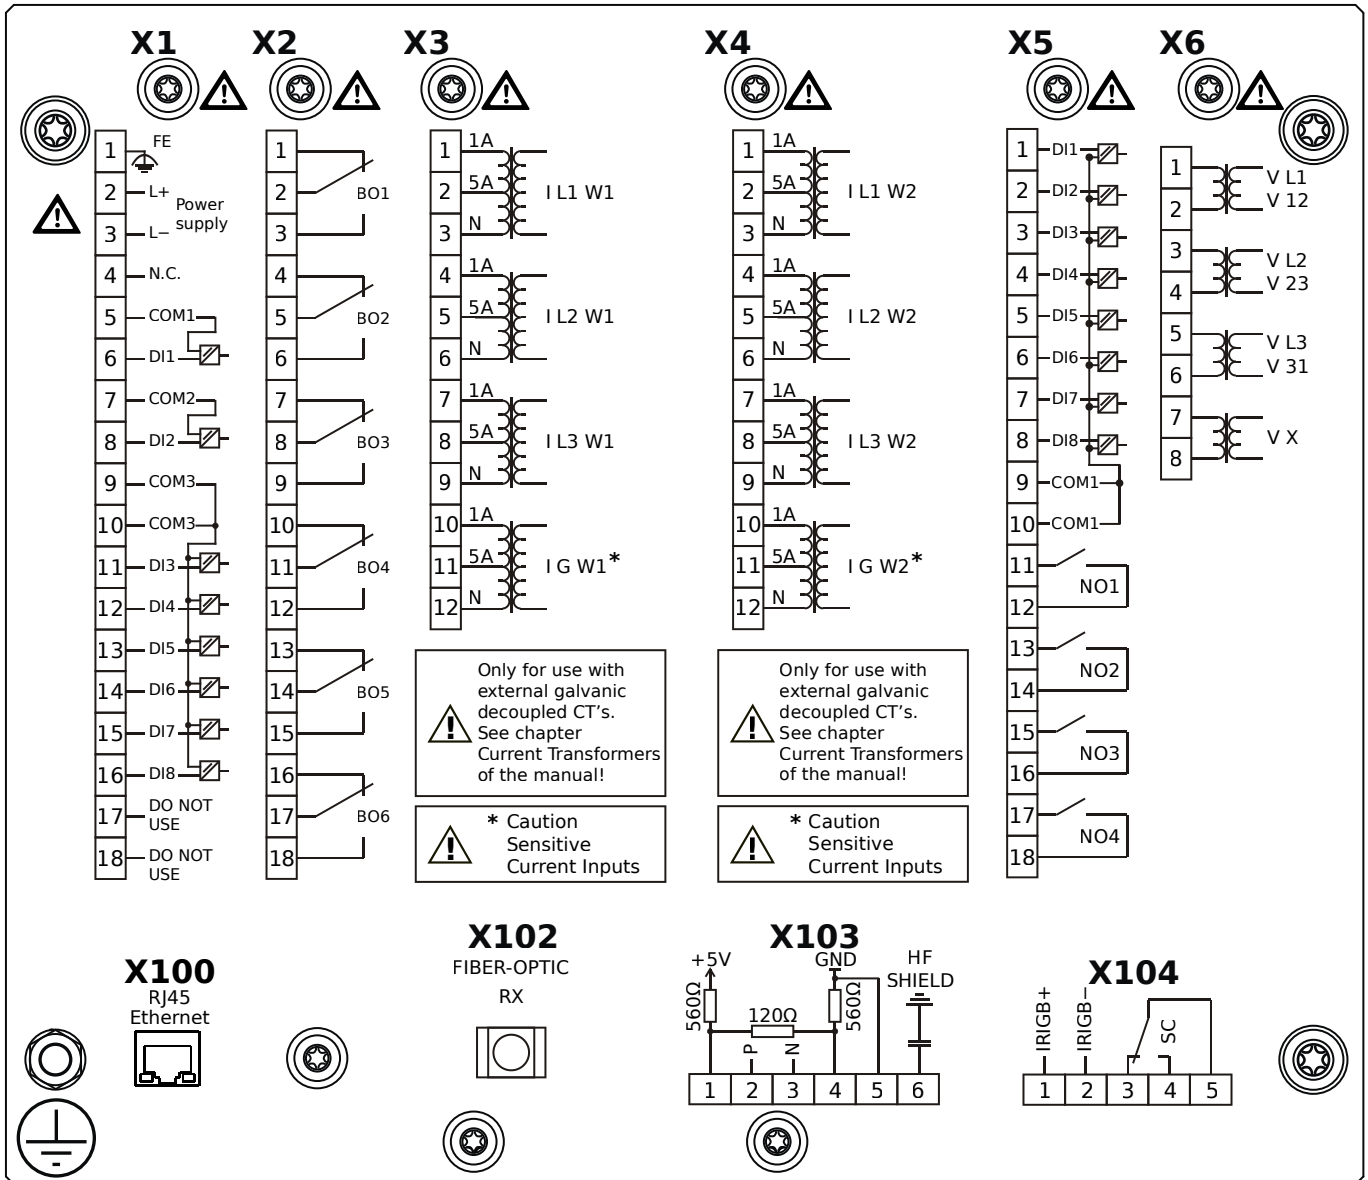 X1
X2
X3
X4
X5
X6
1 FE
2 L+
Power
supply
3 L−
4 N.C.
5 COM1
6 DI1
7 COM2
8 DI2
9 COM3
10 COM3
11 DI3
12 DI4
13 DI5
14 DI6
15 DI7
16 DI8
17 DO NOT
USE
18 DO NOT
USE
1
2 BO1
3
4
5 BO2
6
7
8 BO3
9
10
11 BO4
12
13
14 BO5
15
16
17 BO6
18
1 1A
2 5A I L1 W1
3 N
4 1A
5 5A I L2 W1
6 N
7 1A
8 5A I L3 W1
9 N
10 1A
11 5A I G W1*
12 N
Only for use with
external galvanic
decoupled CT's.
See chapter
Current Transformers
of the manual!
* Caution
Sensitive
Current Inputs
1 1A
2 5A I L1 W2
3 N
4 1A
5 5A I L2 W2
6 N
7 1A
8 5A I L3 W2
9 N
10 1A
11 5A I G W2*
12 N
Only for use with
external galvanic
decoupled CT's.
See chapter
Current Transformers
of the manual!
* Caution
Sensitive
Current Inputs
1 DI1
2 DI2
3 DI3
4 DI4
5 DI5
6 DI6
7 DI7
8 DI8
9 COM1
10 COM1
11
NO1
12
13
NO2
14
15
NO3
16
17
NO4
18
1 V L1
2 V 12
3 V L2
4 V 23
5 V L3
6 V 31
7
V X
8
X100
RJ45
Ethernet
X102
FIBER-OPTIC
RX
X103
+5V GND HF
SHIELD
560Ω 120Ω 560Ω
P N
1 2 3 4 5 6
X104
IRIGB+ IRIGB− SC
1 2 3 4 5